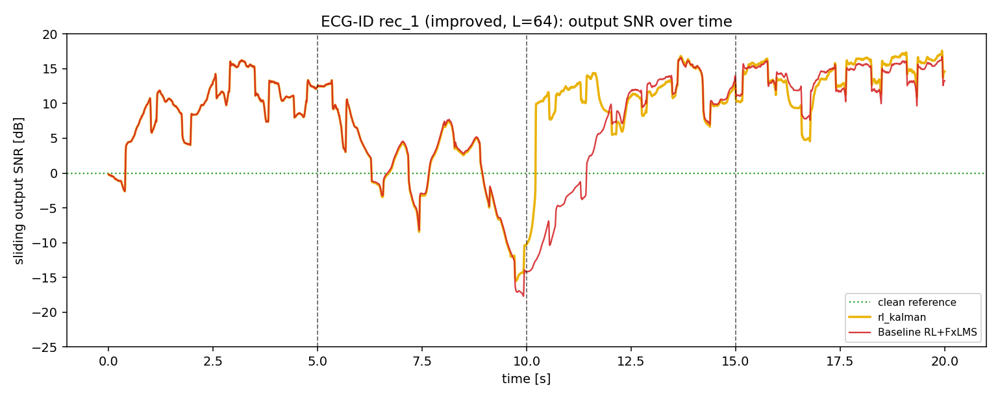 ECG-ID rec_1 (improved, L=64): output SNR over time
sliding output SNR [dB]
20
15
10
5
0
−5
−10
−15
−20
−25
clean reference
rl_kalman
Baseline RL+FxLMS
0.0 2.5 5.0 7.5 10.0 12.5 15.0 17.5 20.0
time [s]